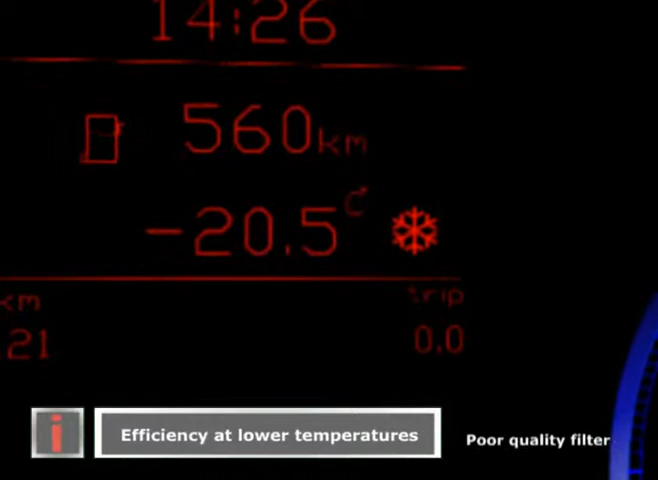 14:26
560km
-20.5°C
km
trip
21
0.0
i
Efficiency at lower temperatures
Poor quality filter